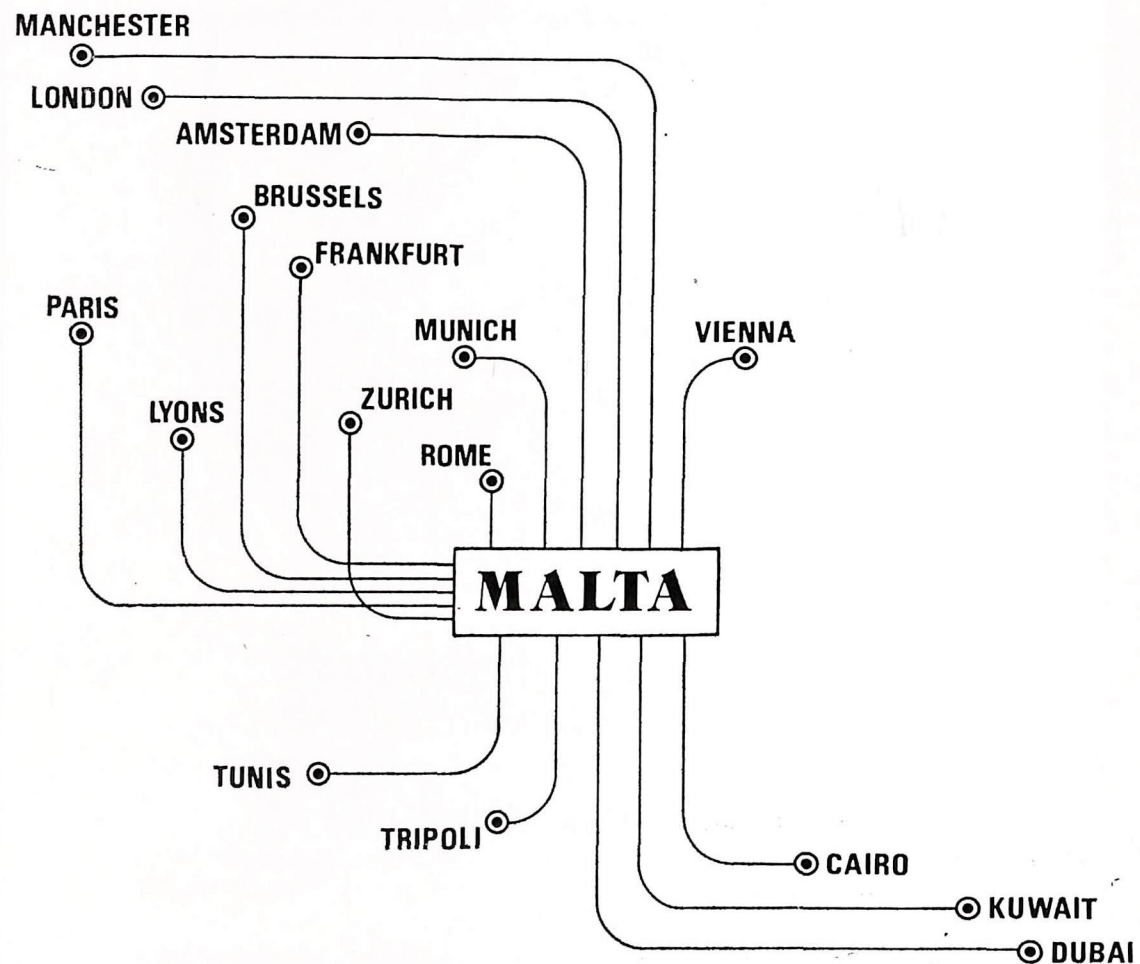 MANCHESTER
LONDON
AMSTERDAM
BRUSSELS
FRANKFURT
PARIS
MUNICH
VIENNA
ZURICH
LYONS
ROME
MALTA
TUNIS
TRIPOLI
CAIRO
KUWAIT
DUBAI